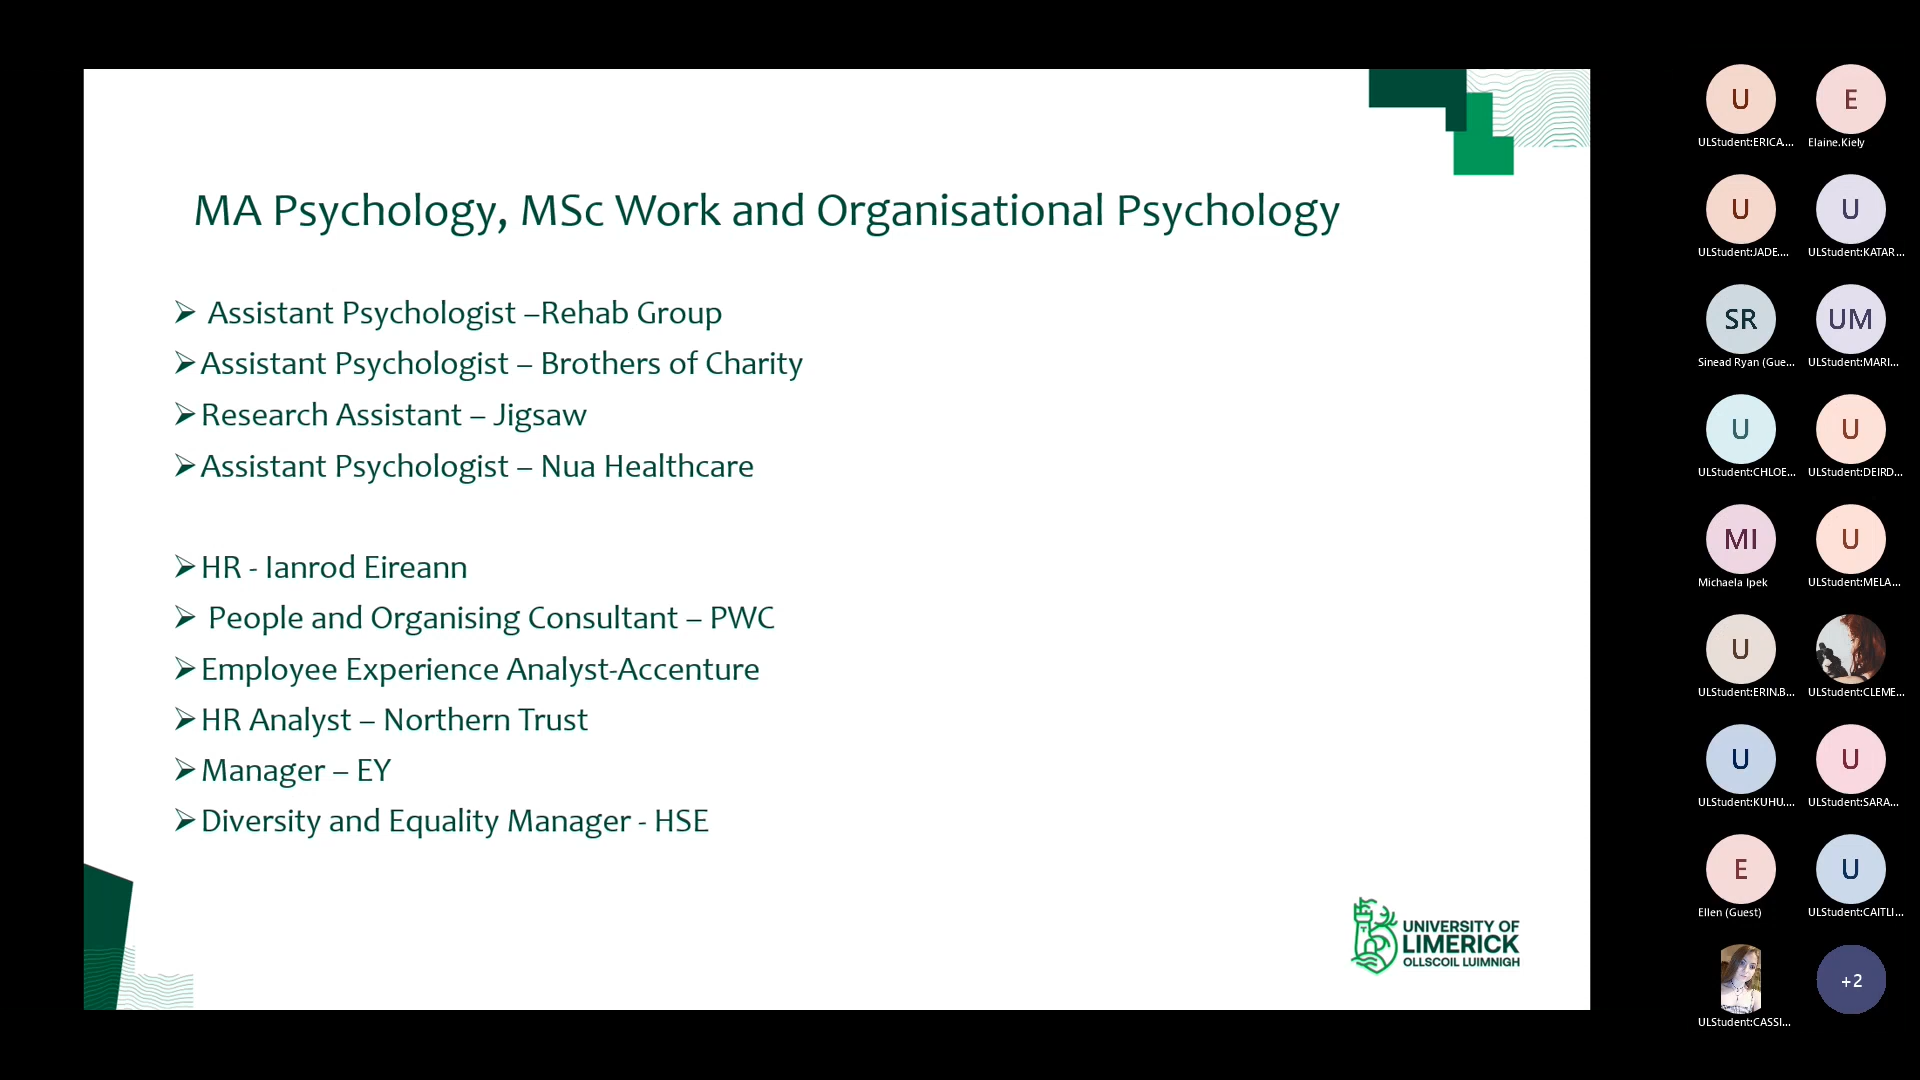 MA Psychology, MSc Work and Organisational Psychology
➢ Assistant Psychologist –Rehab Group
➢Assistant Psychologist – Brothers of Charity
➢Research Assistant – Jigsaw
➢Assistant Psychologist – Nua Healthcare
➢HR - Ianrod Eireann
➢ People and Organising Consultant – PWC
➢Employee Experience Analyst-Accenture
➢HR Analyst – Northern Trust
➢Manager – EY
➢Diversity and Equality Manager - HSE
UNIVERSITY OF
LIMERICK
OLLSCOIL LUIMNIGH
U E
ULStudent:ERICA.... Elaine.Kiely
U U
ULStudent:JADE.... ULStudent:KATAR...
SR UM
Sinead Ryan (Gue... ULStudent:MARI...
U U
ULStudent:CHLOE... ULStudent:DEIRD...
MI U
Michaela Ipek ULStudent:MELA...
U
ULStudent:ERIN.B... ULStudent:CLEME...
U U
ULStudent:KUHU.... ULStudent:SARA...
E U
Ellen (Guest) ULStudent:CAITLI...
+2
ULStudent:CASSI...